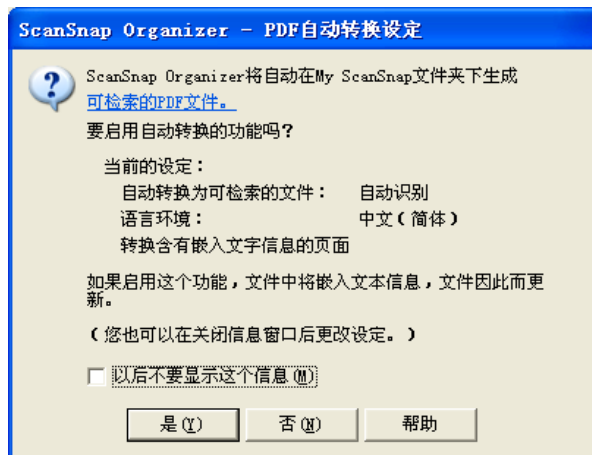 ScanSnap Organizer - PDF自动转换设定
ScanSnap Organizer将自动在My ScanSnap文件夹下生成
可检索的PDF文件。
要启用自动转换的功能吗？
当前的设定：
自动转换为可检索的文件： 自动识别
语言环境： 中文(简体)
转换含有嵌入文字信息的页面
如果启用这个功能，文件中将嵌入文本信息，文件因此而更
新。
(您也可以在关闭信息窗口后更改设定。)
以后不要显示这个信息(M)
是(Y) 否(N) 帮助